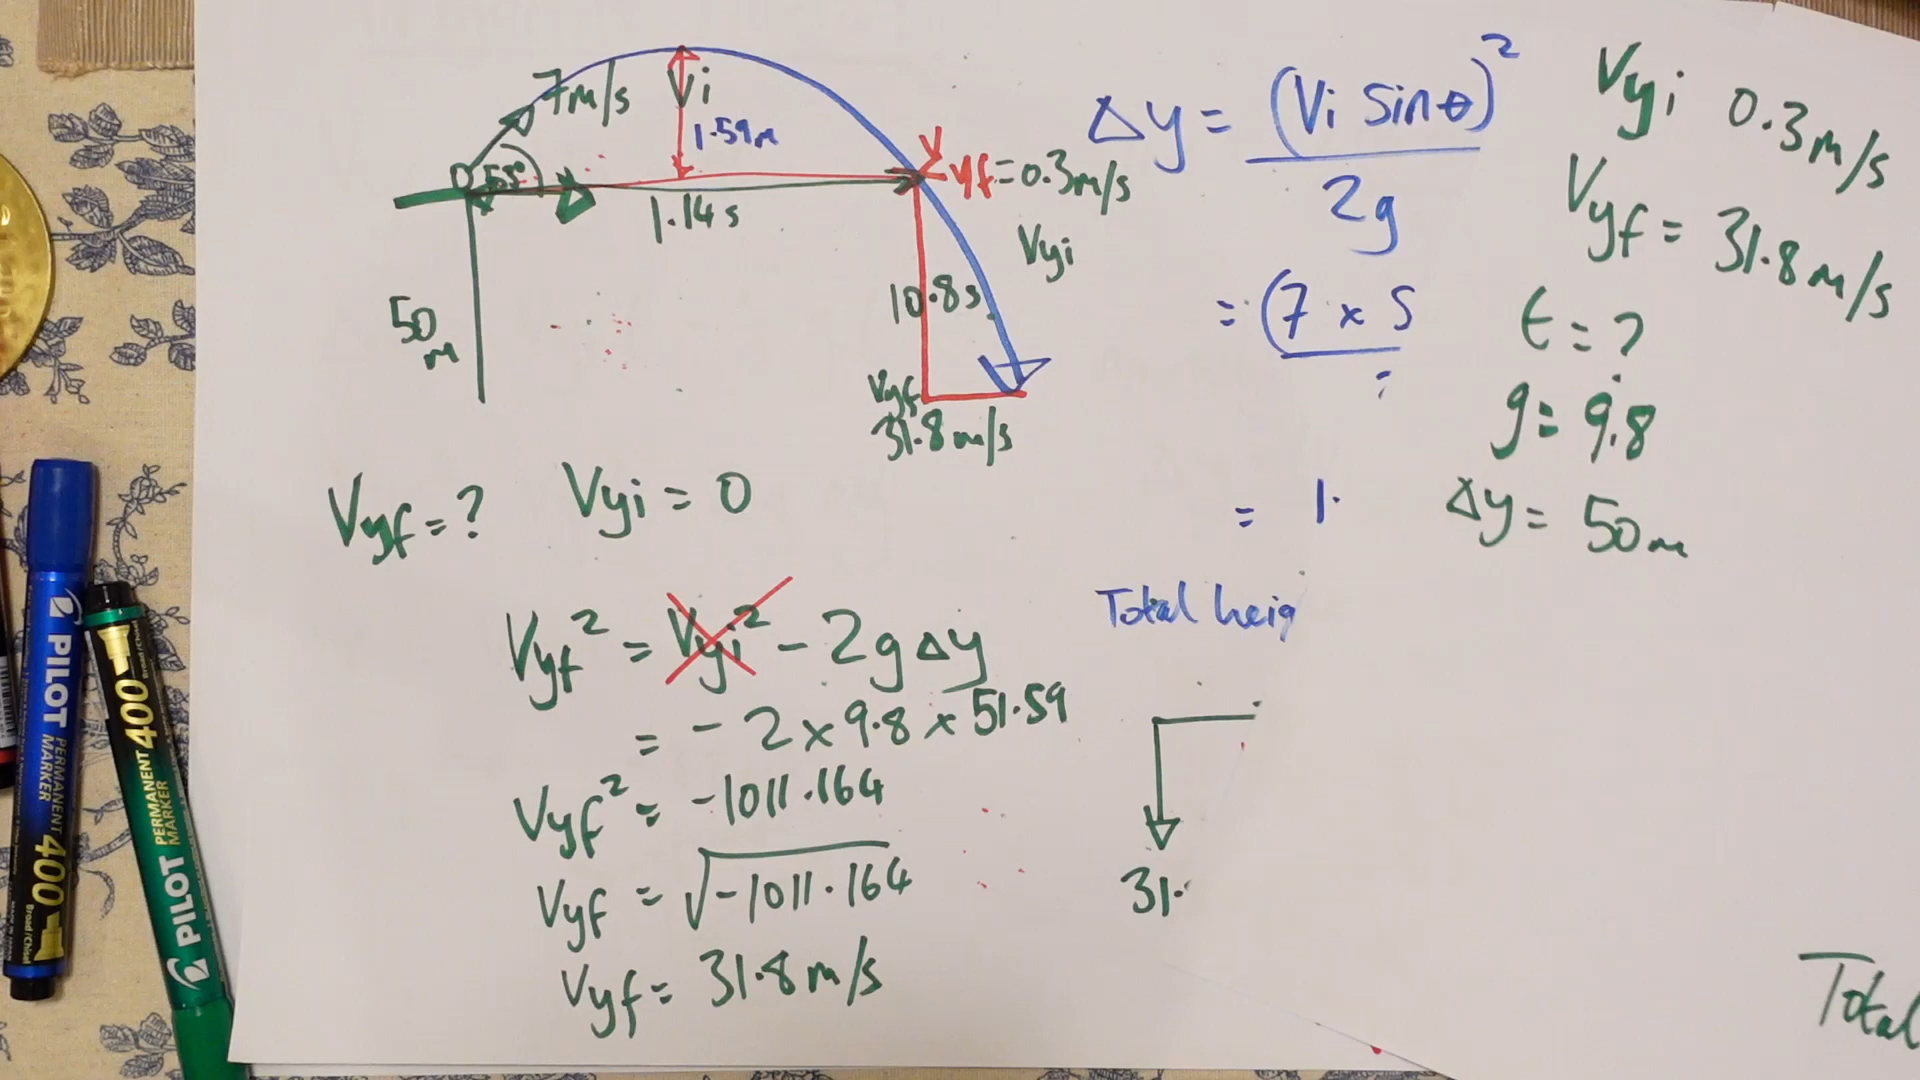 7m/s
Vi
1.59m
55°
1.14s
Vyf=0.3m/s
Vyi
50m
10.8s
Vyf
31.8m/s
Δy = (Vi Sinθ)²
2g
= (7 x S
= 1.
Vyi 0.3m/s
Vyf = 31.8m/s
t = ?
g = 9.8
Δy = 50m
Vyf = ? Vyi = 0
Vyf² = Vyi² - 2gΔy
= - 2 x 9.8 x 51.59
Vyf² = -1011.164
Vyf = √-1011.164
Vyf = 31.8m/s
Total heig
31.
Total
PILOT
PERMANENT MARKER
400
Broad/Chisel
PILOT
PERMANENT MARKER
400